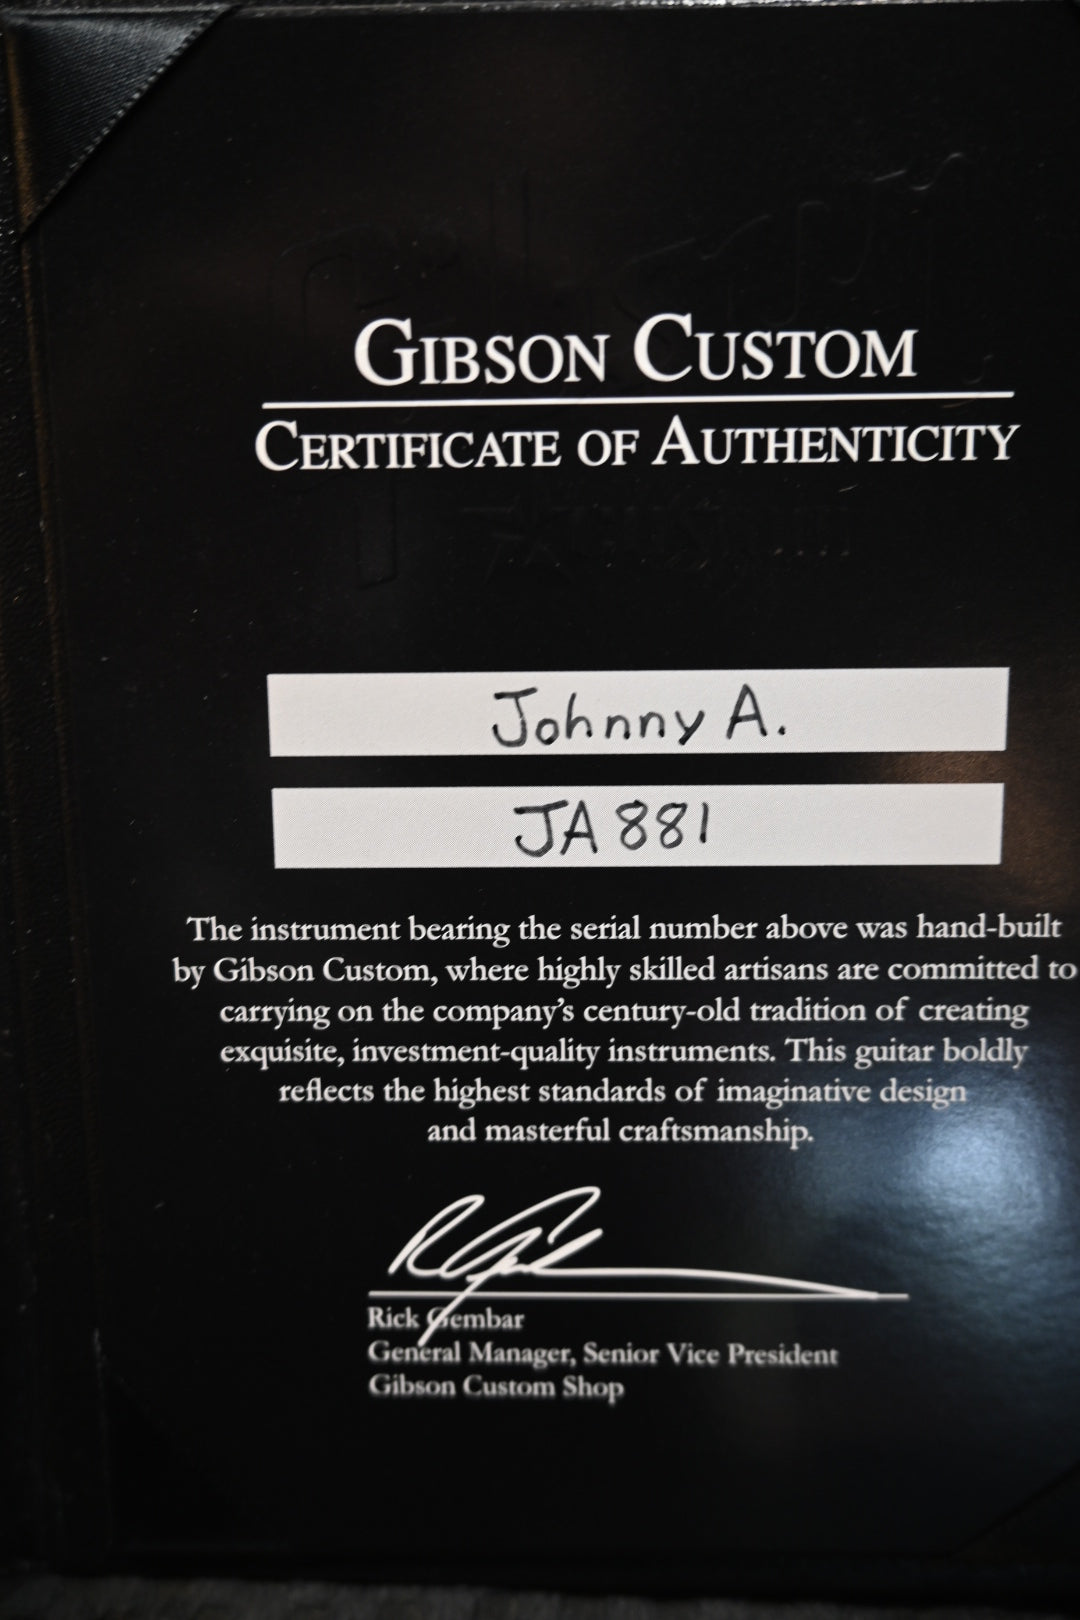 GIBSON CUSTOM
CERTIFICATE OF AUTHENTICITY
Johnny A.
JA 881
The instrument bearing the serial number above was hand-built
by Gibson Custom, where highly skilled artisans are committed to
carrying on the company's century-old tradition of creating
exquisite, investment-quality instruments. This guitar boldly
reflects the highest standards of imaginative design
and masterful craftsmanship.
Rick Gembar
General Manager, Senior Vice President
Gibson Custom Shop